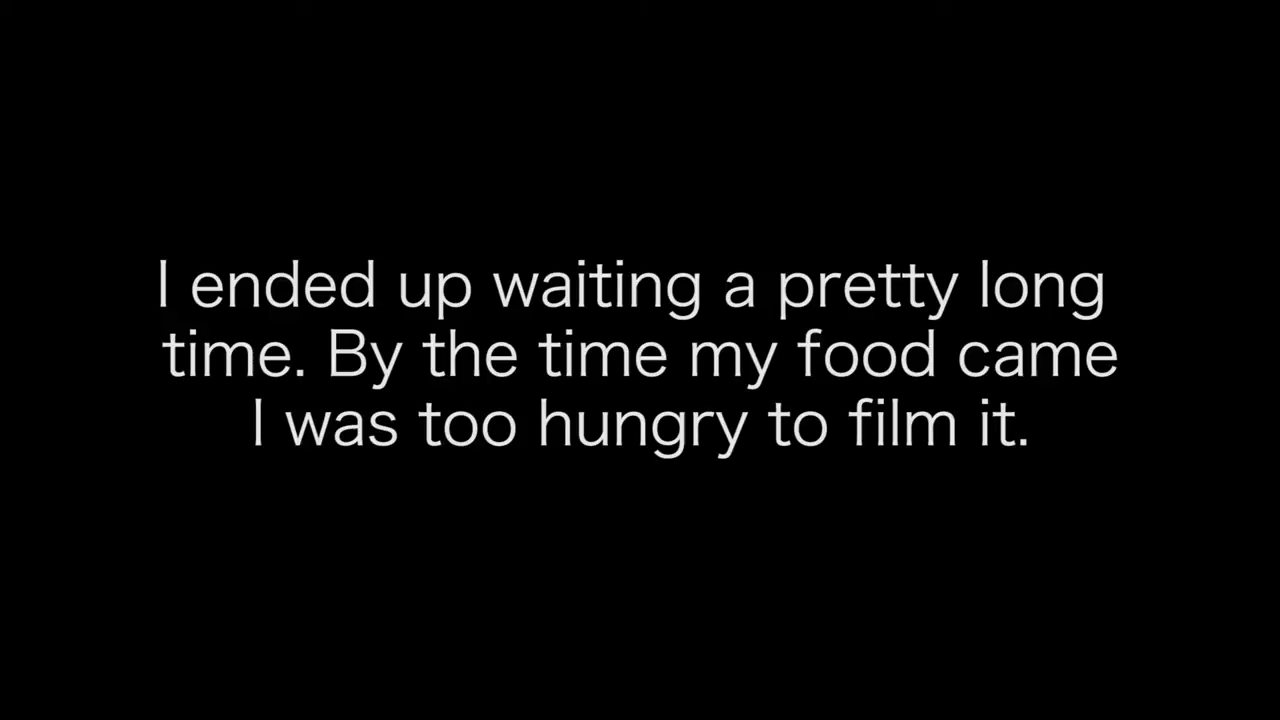 I ended up waiting a pretty long
time. By the time my food came
I was too hungry to film it.